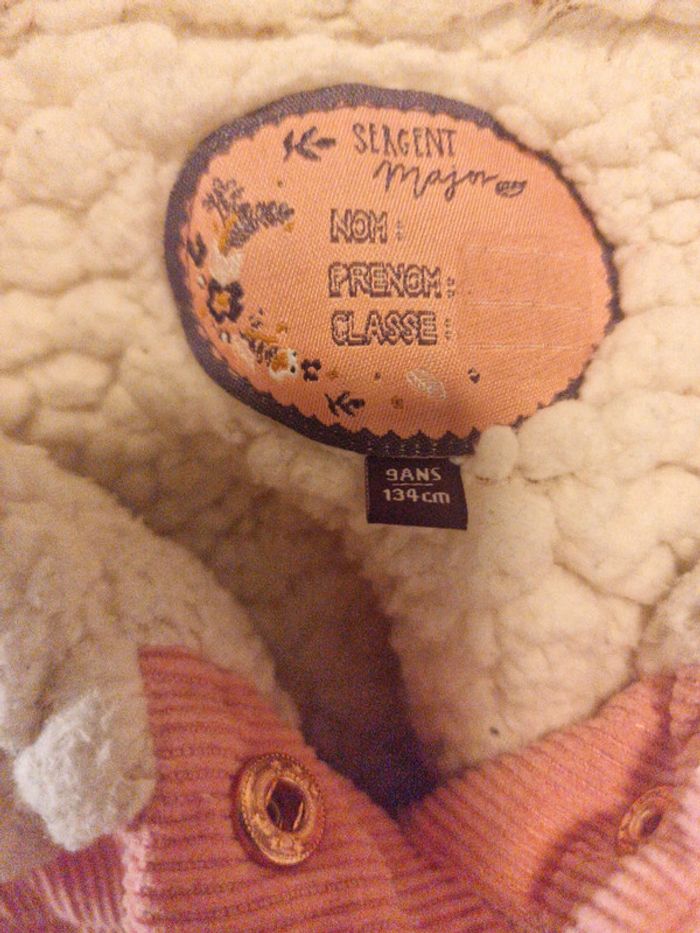 SERGENT
Major
NOM :
PRENOM :
CLASSE :
9ANS
134cm